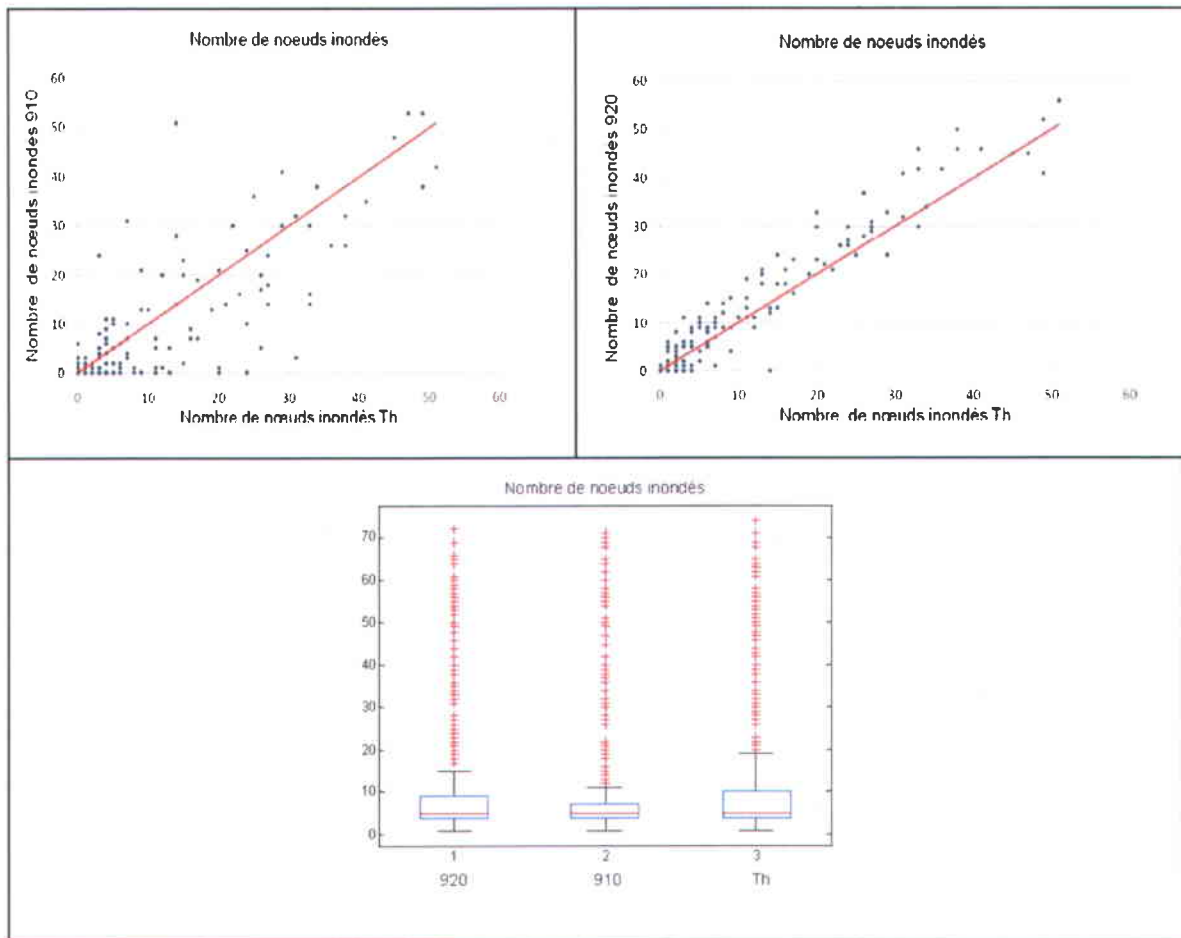 Nombre de noeuds inondés
Nombre de nœuds inondes 910
60
50
40
30
20
10
0
0 10 20 30 40 50 60
Nombre de nœuds inondés Th
Nombre de noeuds inondés
Nombre de nœuds inondes 920
60
50
40
30
20
10
0
0 10 20 30 40 50 60
Nombre de nœuds inondés Th
Nombre de noeuds inondés
70
60
50
40
30
20
10
0
1 2 3
920 910 Th